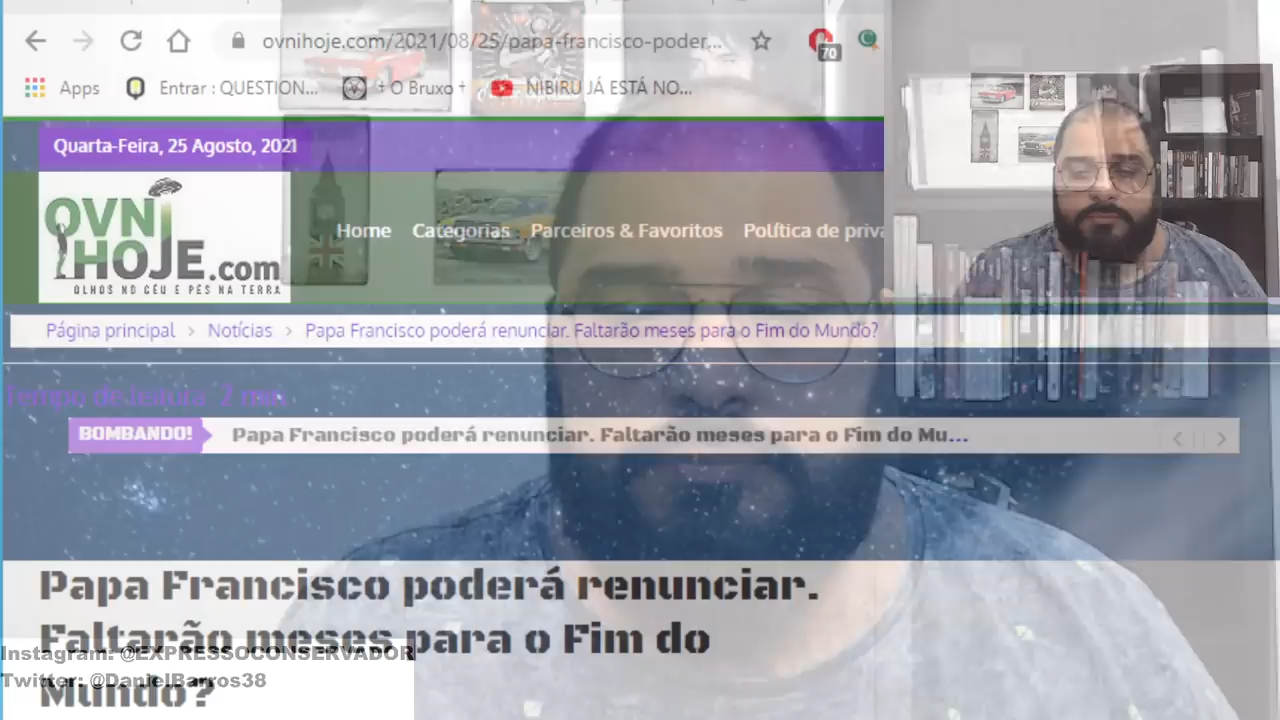 ovnihoje.com/2021/08/25/papa-francisco-poder...
70
Apps
Entrar : QUESTION...
† O Bruxo †
NIBIRU JÁ ESTÁ NO...
Quarta-Feira, 25 Agosto, 2021
OVNI
HOJE.com
OLHOS NO CÉU E PÉS NA TERRA
Home Categorias Parceiros & Favoritos Política de priva
Página principal > Notícias > Papa Francisco poderá renunciar. Faltarão meses para o Fim do Mundo?
Tempo de leitura: 2 min.
BOMBANDO!
Papa Francisco poderá renunciar. Faltarão meses para o Fim do Mu...
Papa Francisco poderá renunciar.
Faltarão meses para o Fim do
Mundo?
Instagram: @EXPRESSOCONSERVADOR
Twitter: @DanielBarros38